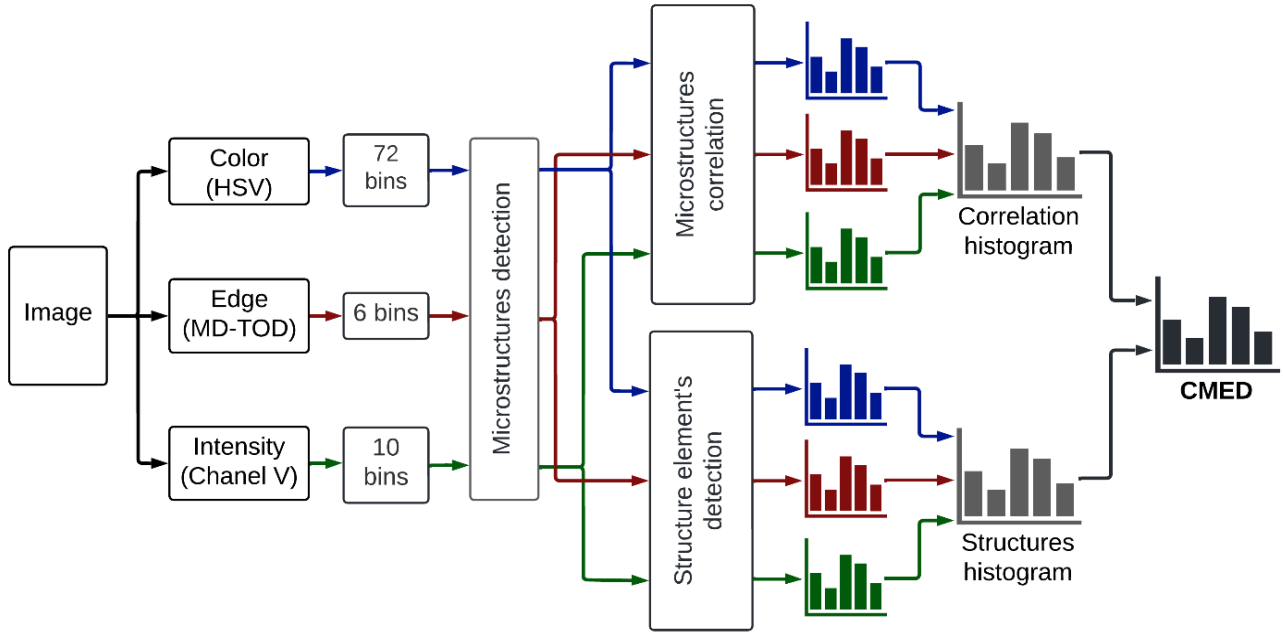 Image
Color
(HSV)
Edge
(MD-TOD)
Intensity
(Chanel V)
72
bins
6 bins
10
bins
Microstructures detection
Microstructures
correlation
Structure element's
detection
Correlation
histogram
Structures
histogram
CMED